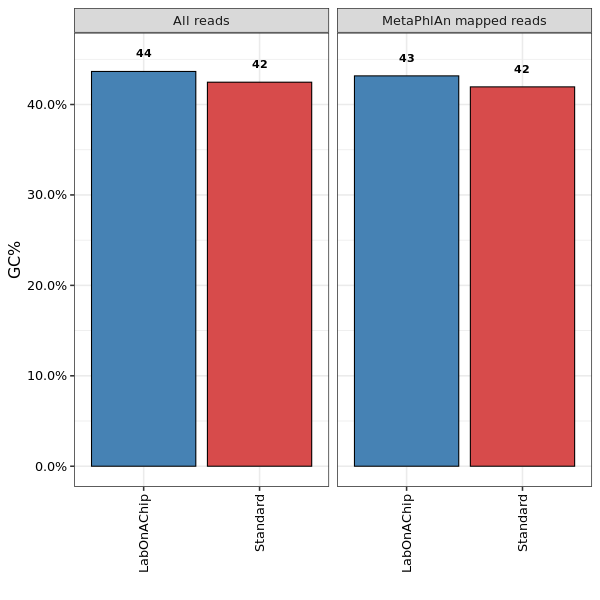 All reads
MetaPhlAn mapped reads
44
42
43
42
GC%
40.0%
30.0%
20.0%
10.0%
0.0%
LabOnAChip
Standard
LabOnAChip
Standard